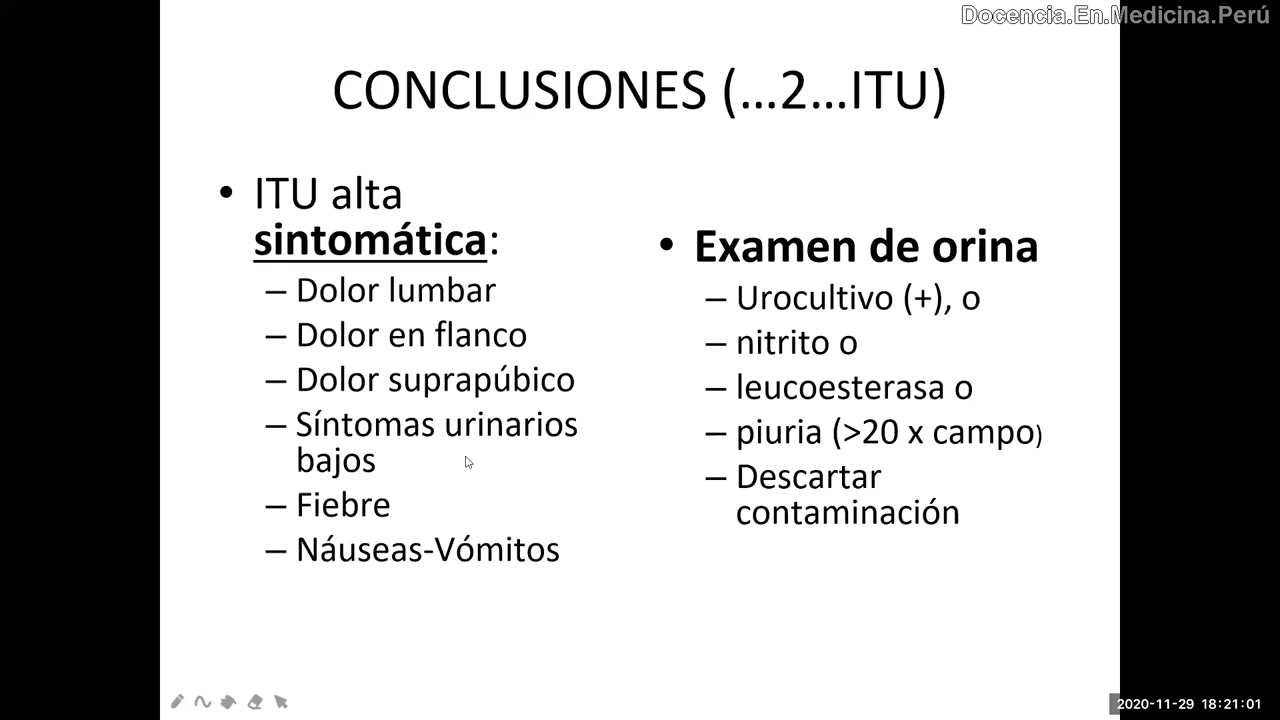 Docencia.En.Medicina.Perú
CONCLUSIONES (...2...ITU)
• ITU alta
sintomática:
– Dolor lumbar
– Dolor en flanco
– Dolor suprapúbico
– Síntomas urinarios
bajos
– Fiebre
– Náuseas-Vómitos
• Examen de orina
– Urocultivo (+), o
– nitrito o
– leucoesterasa o
– piuria (>20 x campo)
– Descartar
contaminación
2020-11-29 18:21:01